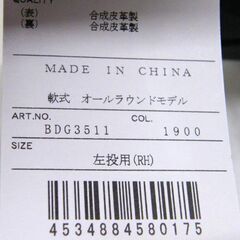 QUALITY
(表) 合成皮革製
(裏) 合成皮革製
MADE IN CHINA
軟式 オールラウンドモデル
ART.NO. COL.
BDG3511 1900
SIZE
左投用(RH)
4534884580175